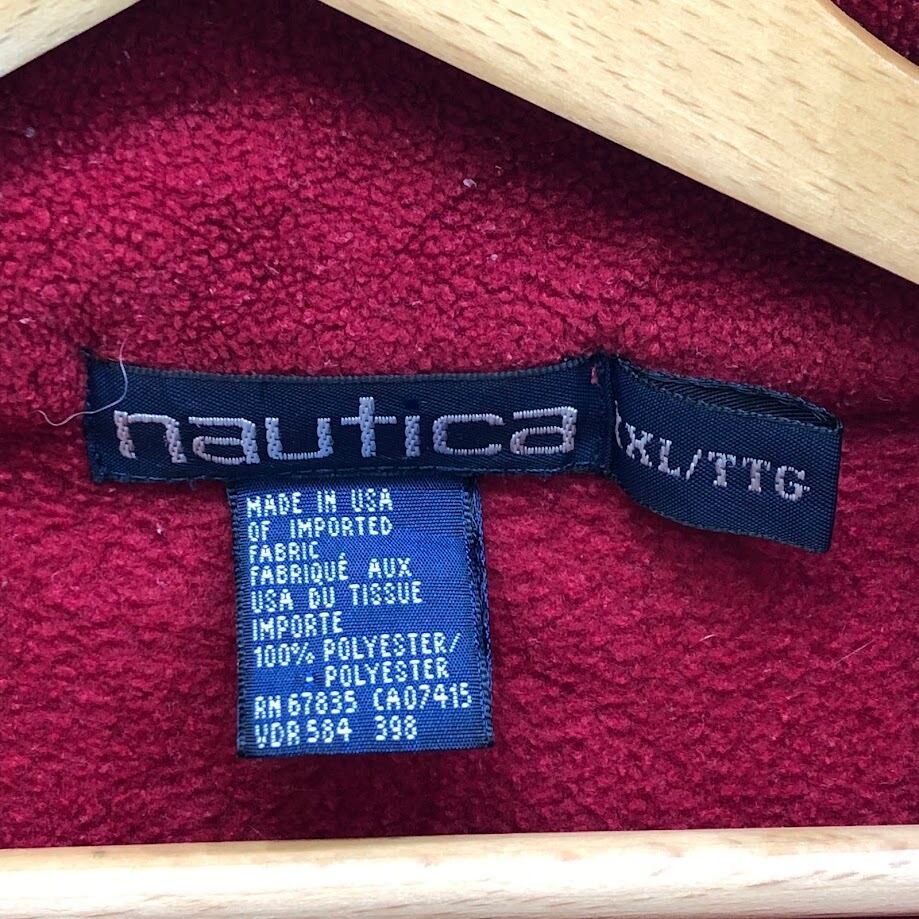 nautica
XL/TTG
MADE IN USA
OF IMPORTED
FABRIC
FABRIQUÉ AUX
USA DU TISSUE
IMPORTE
100% POLYESTER/
POLYESTER
RN 67835 CA07415
VDR 584 398